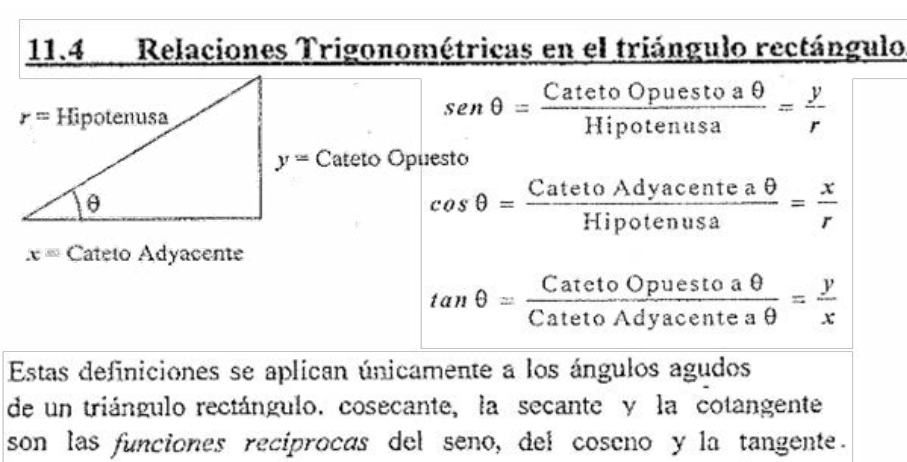 11.4 Relaciones Trigonométricas en el triángulo rectángulo.
r = Hipotenusa
y = Cateto Opuesto
θ
x = Cateto Adyacente
sen θ = Cateto Opuesto a θ / Hipotenusa = y / r
cos θ = Cateto Adyacente a θ / Hipotenusa = x / r
tan θ = Cateto Opuesto a θ / Cateto Adyacente a θ = y / x
Estas definiciones se aplican únicamente a los ángulos agudos
de un triángulo rectángulo. cosecante, la secante y la cotangente
son las funciones reciprocas del seno, del coseno y la tangente.